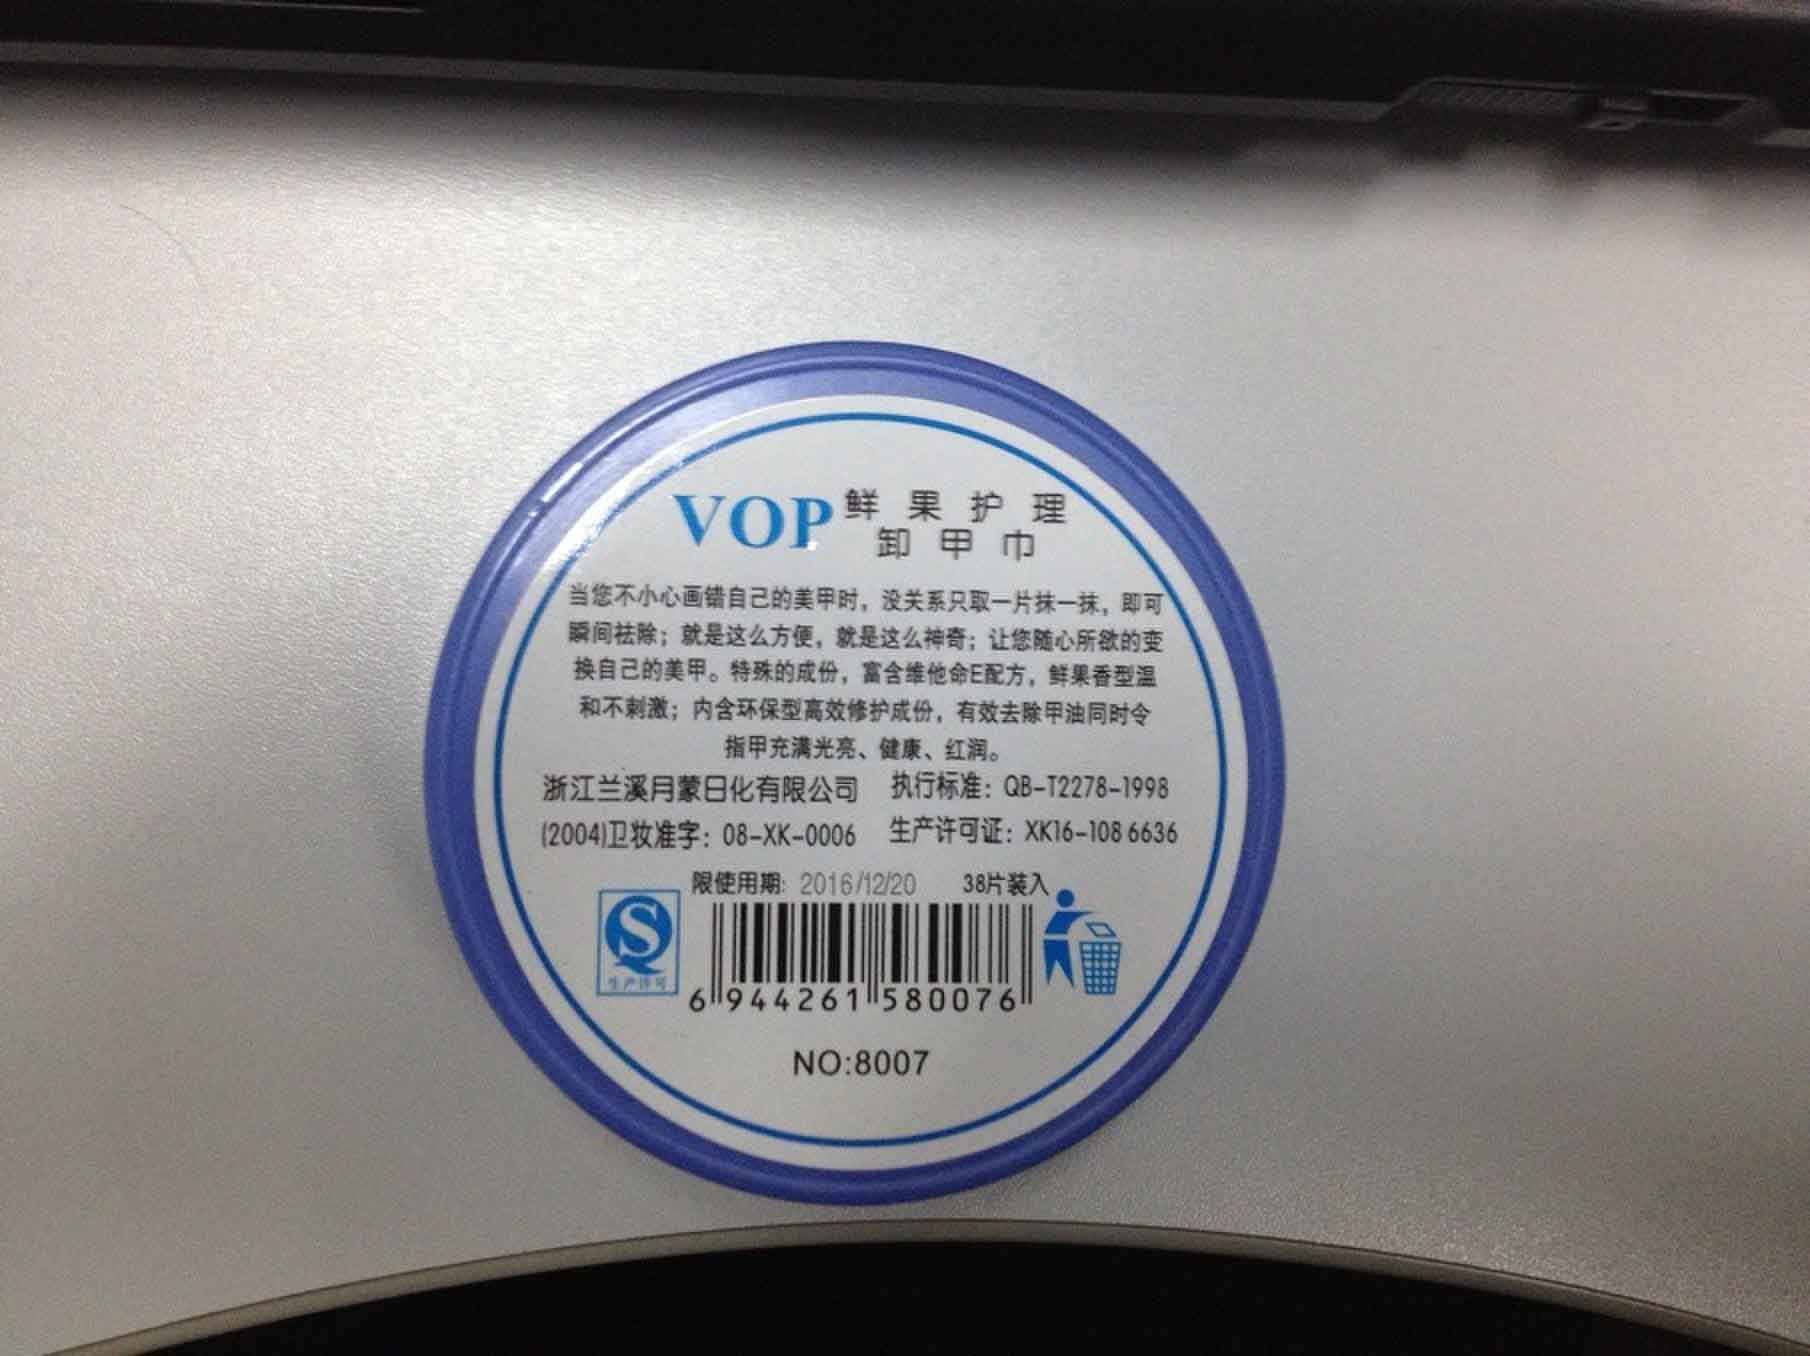 VOP 鲜果护理
卸甲巾
当您不小心画错自己的美甲时，没关系只取一片抹一抹，即可
瞬间祛除；就是这么方便，就是这么神奇；让您随心所欲的变
换自己的美甲。特殊的成份，富含维他命E配方，鲜果香型温
和不刺激；内含环保型高效修护成份，有效去除甲油同时令
指甲充满光亮、健康、红润。
浙江兰溪月蒙日化有限公司 执行标准：QB-T2278-1998
(2004)卫妆准字：08-XK-0006 生产许可证：XK16-108 6636
限使用期: 2016/12/20 38片装入
生产许可
6 944261 580076
NO:8007